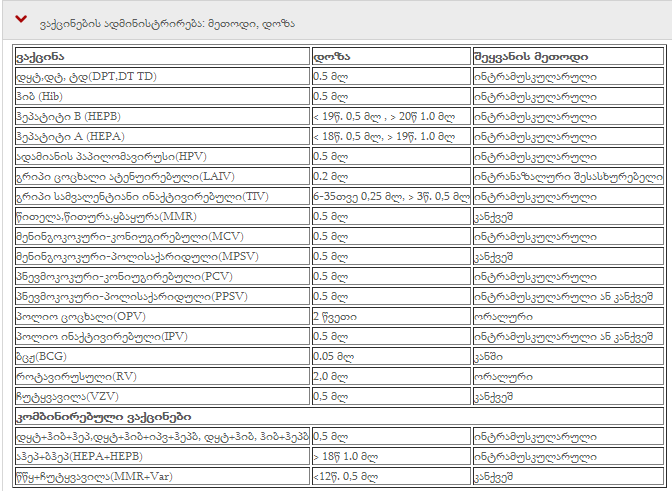 ვაქცინების ადმინისტრირება: მეთოდი, დოზა
ვაქცინა დოზა შეყვანის მეთოდი
დყტ,დტ, ტდ(DPT,DT TD) 0.5 მლ ინტრამუსკულარული
ჰიბ (Hib) 0.5 მლ ინტრამუსკულარული
ჰეპატიტი B (HEPB) < 19წ. 0,5 მლ , > 20წ 1.0 მლ ინტრამუსკულარული
ჰეპატიტი A (HEPA) < 18წ. 0.5 მლ, > 19წ. 1.0 მლ ინტრამუსკულარული
ადამიანის პაპილომავირუსი(HPV) 0.5 მლ ინტრამუსკულარული
გრიპი ცოცხალი ატენუირებული(LAIV) 0.2 მლ ინტრანაზალური შესასხურებელი
გრიპი სამვალენტიანი ინაქტივირებული(TIV) 6-35თვე 0,25 მლ, > 3წ. 0,5 მლ ინტრამუსკულარული
წითელა,წითურა,ყბაყურა(MMR) 0.5 მლ კანქვეშ
მენინგოკოკური-კონიუგირებული(MCV) 0.5 მლ ინტრამუსკულარული
მენინგოკოკური-პოლისაქარიდული(MPSV) 0.5 მლ კანქვეშ
პნევმოკოკური-კონიუგირებული(PCV) 0.5 მლ ინტრამუსკულარული
პნევმოკოკური-პოლისაქარიდული(PPSV) 0.5 მლ ინტრამუსკულარული ან კანქვეშ
პოლიო ცოცხალი(OPV) 2 წვეთი ორალური
პოლიო ინაქტივირებული(IPV) 0.5 მლ ინტრამუსკულარული ან კანქვეშ
ბცჟ(BCG) 0.05 მლ კანში
როტავირუსული(RV) 2,0 მლ ორალური
ჩუტყვავილა(VZV) 0,5 მლ კანქვეშ
კომბინირებული ვაქცინები
დყტ+ჰიბ+ჰეპ,დყტ+ჰიბ+იპვ+ჰეპბ, დყტ+ჰიბ, ჰიბ+ჰეპბ 0,5 მლ ინტრამუსკულარული
აჰეპ+ბჰეპ(HEPA+HEPB) > 18წ 1.0 მლ ინტრამუსკულარული
წწყ+ჩუტყვავილა(MMR+Var) <12წ. 0,5 მლ კანქვეშ